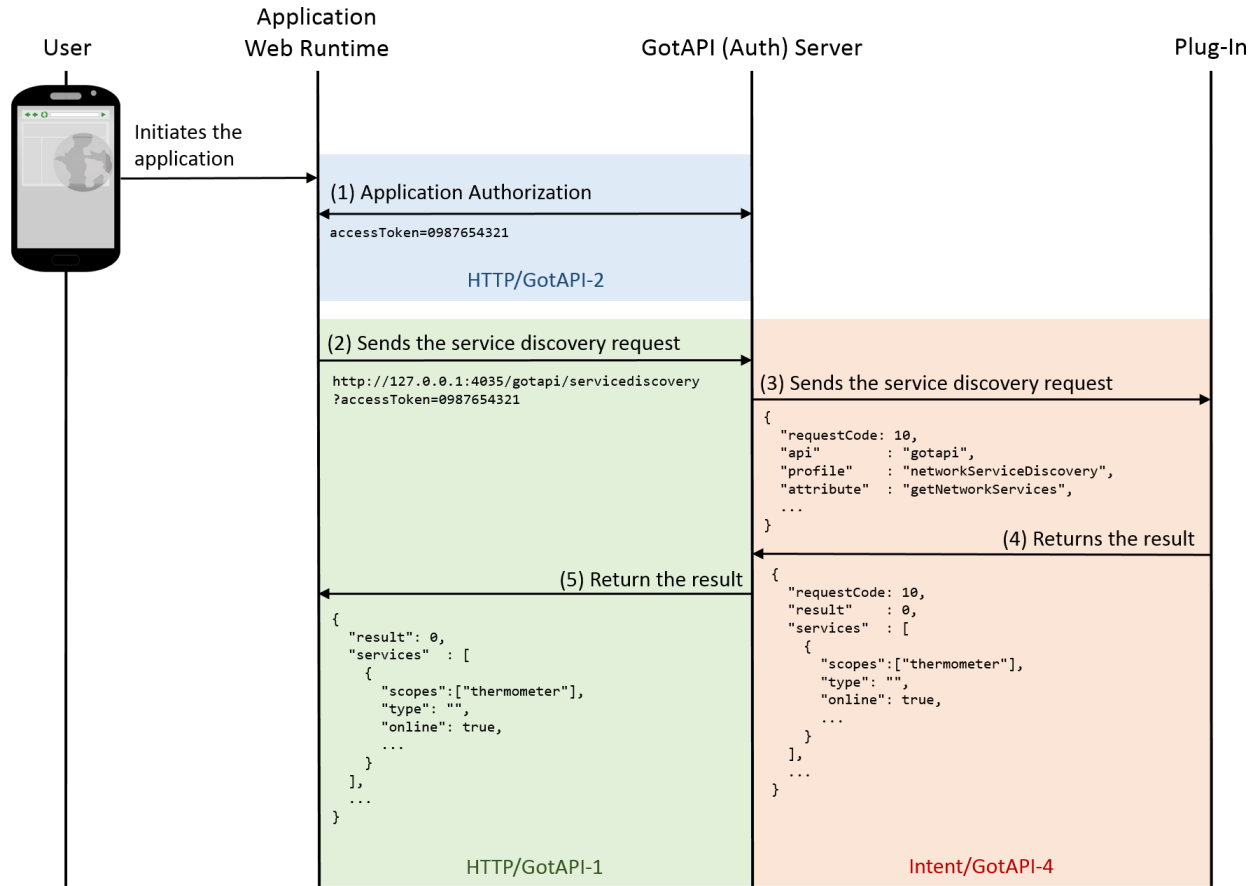 User
Application
Web Runtime
GotAPI (Auth) Server
Plug-In
Initiates the
application
(1) Application Authorization
accessToken=0987654321
HTTP/GotAPI-2
(2) Sends the service discovery request
http://127.0.0.1:4035/gotapi/servicediscovery
?accessToken=0987654321
(3) Sends the service discovery request
{
"requestCode: 10,
"api" : "gotapi",
"profile" : "networkServiceDiscovery",
"attribute" : "getNetworkServices",
...
}
(4) Returns the result
{
"requestCode: 10,
"result" : 0,
"services" : [
{
"scopes":["thermometer"],
"type": "",
"online": true,
...
}
],
...
}
(5) Return the result
{
"result": 0,
"services" : [
{
"scopes":["thermometer"],
"type": "",
"online": true,
...
}
],
...
}
HTTP/GotAPI-1
Intent/GotAPI-4